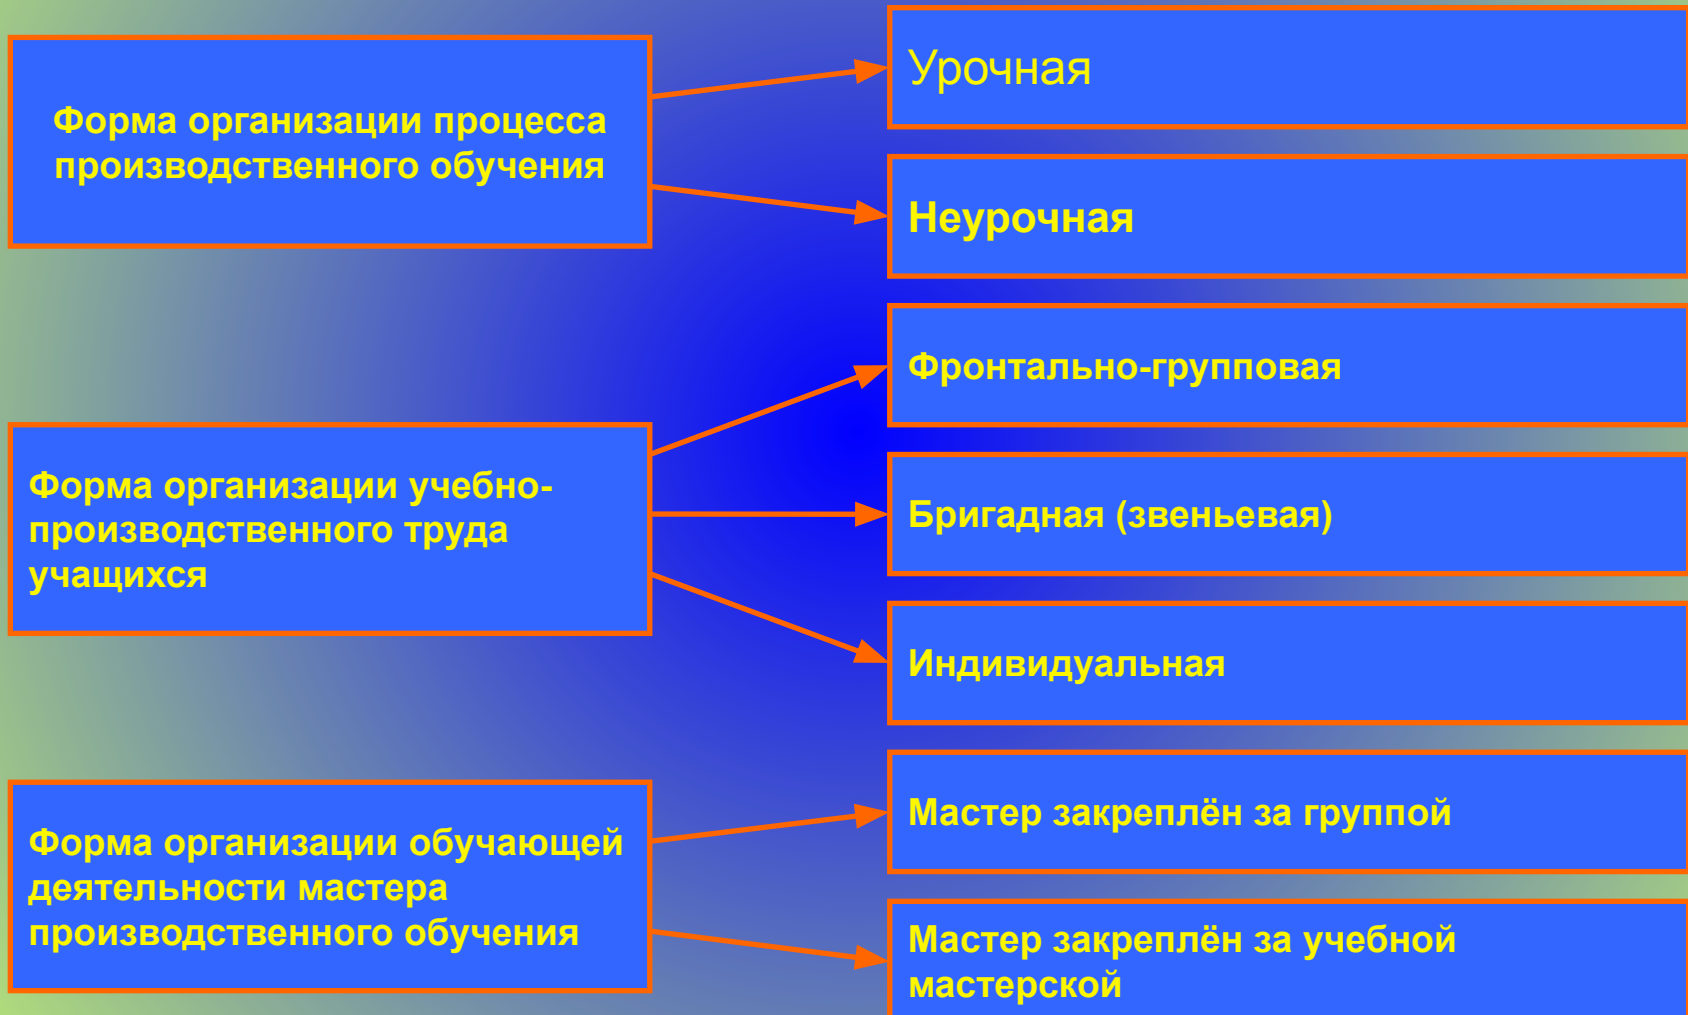 Форма организации процесса
производственного обучения
Урочная
Неурочная
Форма организации учебно-
производственного труда
учащихся
Фронтально-групповая
Бригадная (звеньевая)
Индивидуальная
Форма организации обучающей
деятельности мастера
производственного обучения
Мастер закреплён за группой
Мастер закреплён за учебной
мастерской